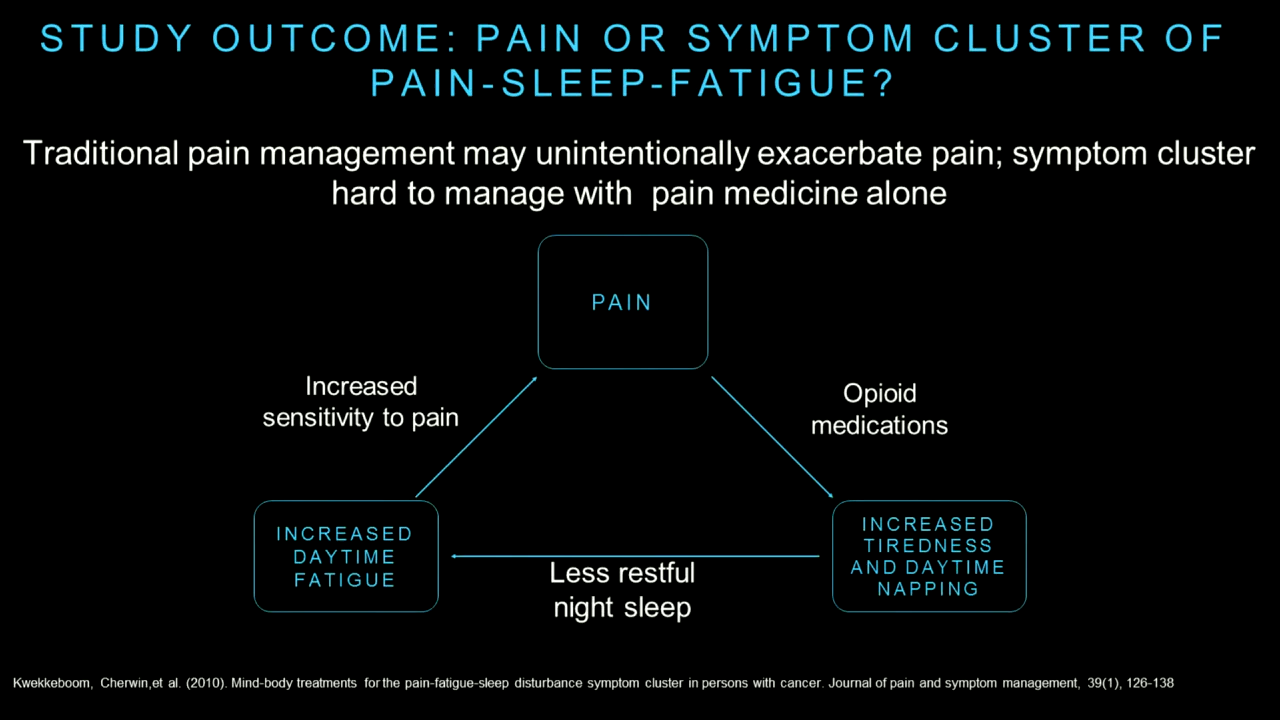 STUDY OUTCOME: PAIN OR SYMPTOM CLUSTER OF
PAIN-SLEEP-FATIGUE?
Traditional pain management may unintentionally exacerbate pain; symptom cluster
hard to manage with pain medicine alone
PAIN
Increased
sensitivity to pain
Opioid
medications
INCREASED
DAYTIME
FATIGUE
Less restful
night sleep
INCREASED
TIREDNESS
AND DAYTIME
NAPPING
Kwekkeboom, Cherwin,et al. (2010). Mind-body treatments for the pain-fatigue-sleep disturbance symptom cluster in persons with cancer. Journal of pain and symptom management, 39(1), 126-138